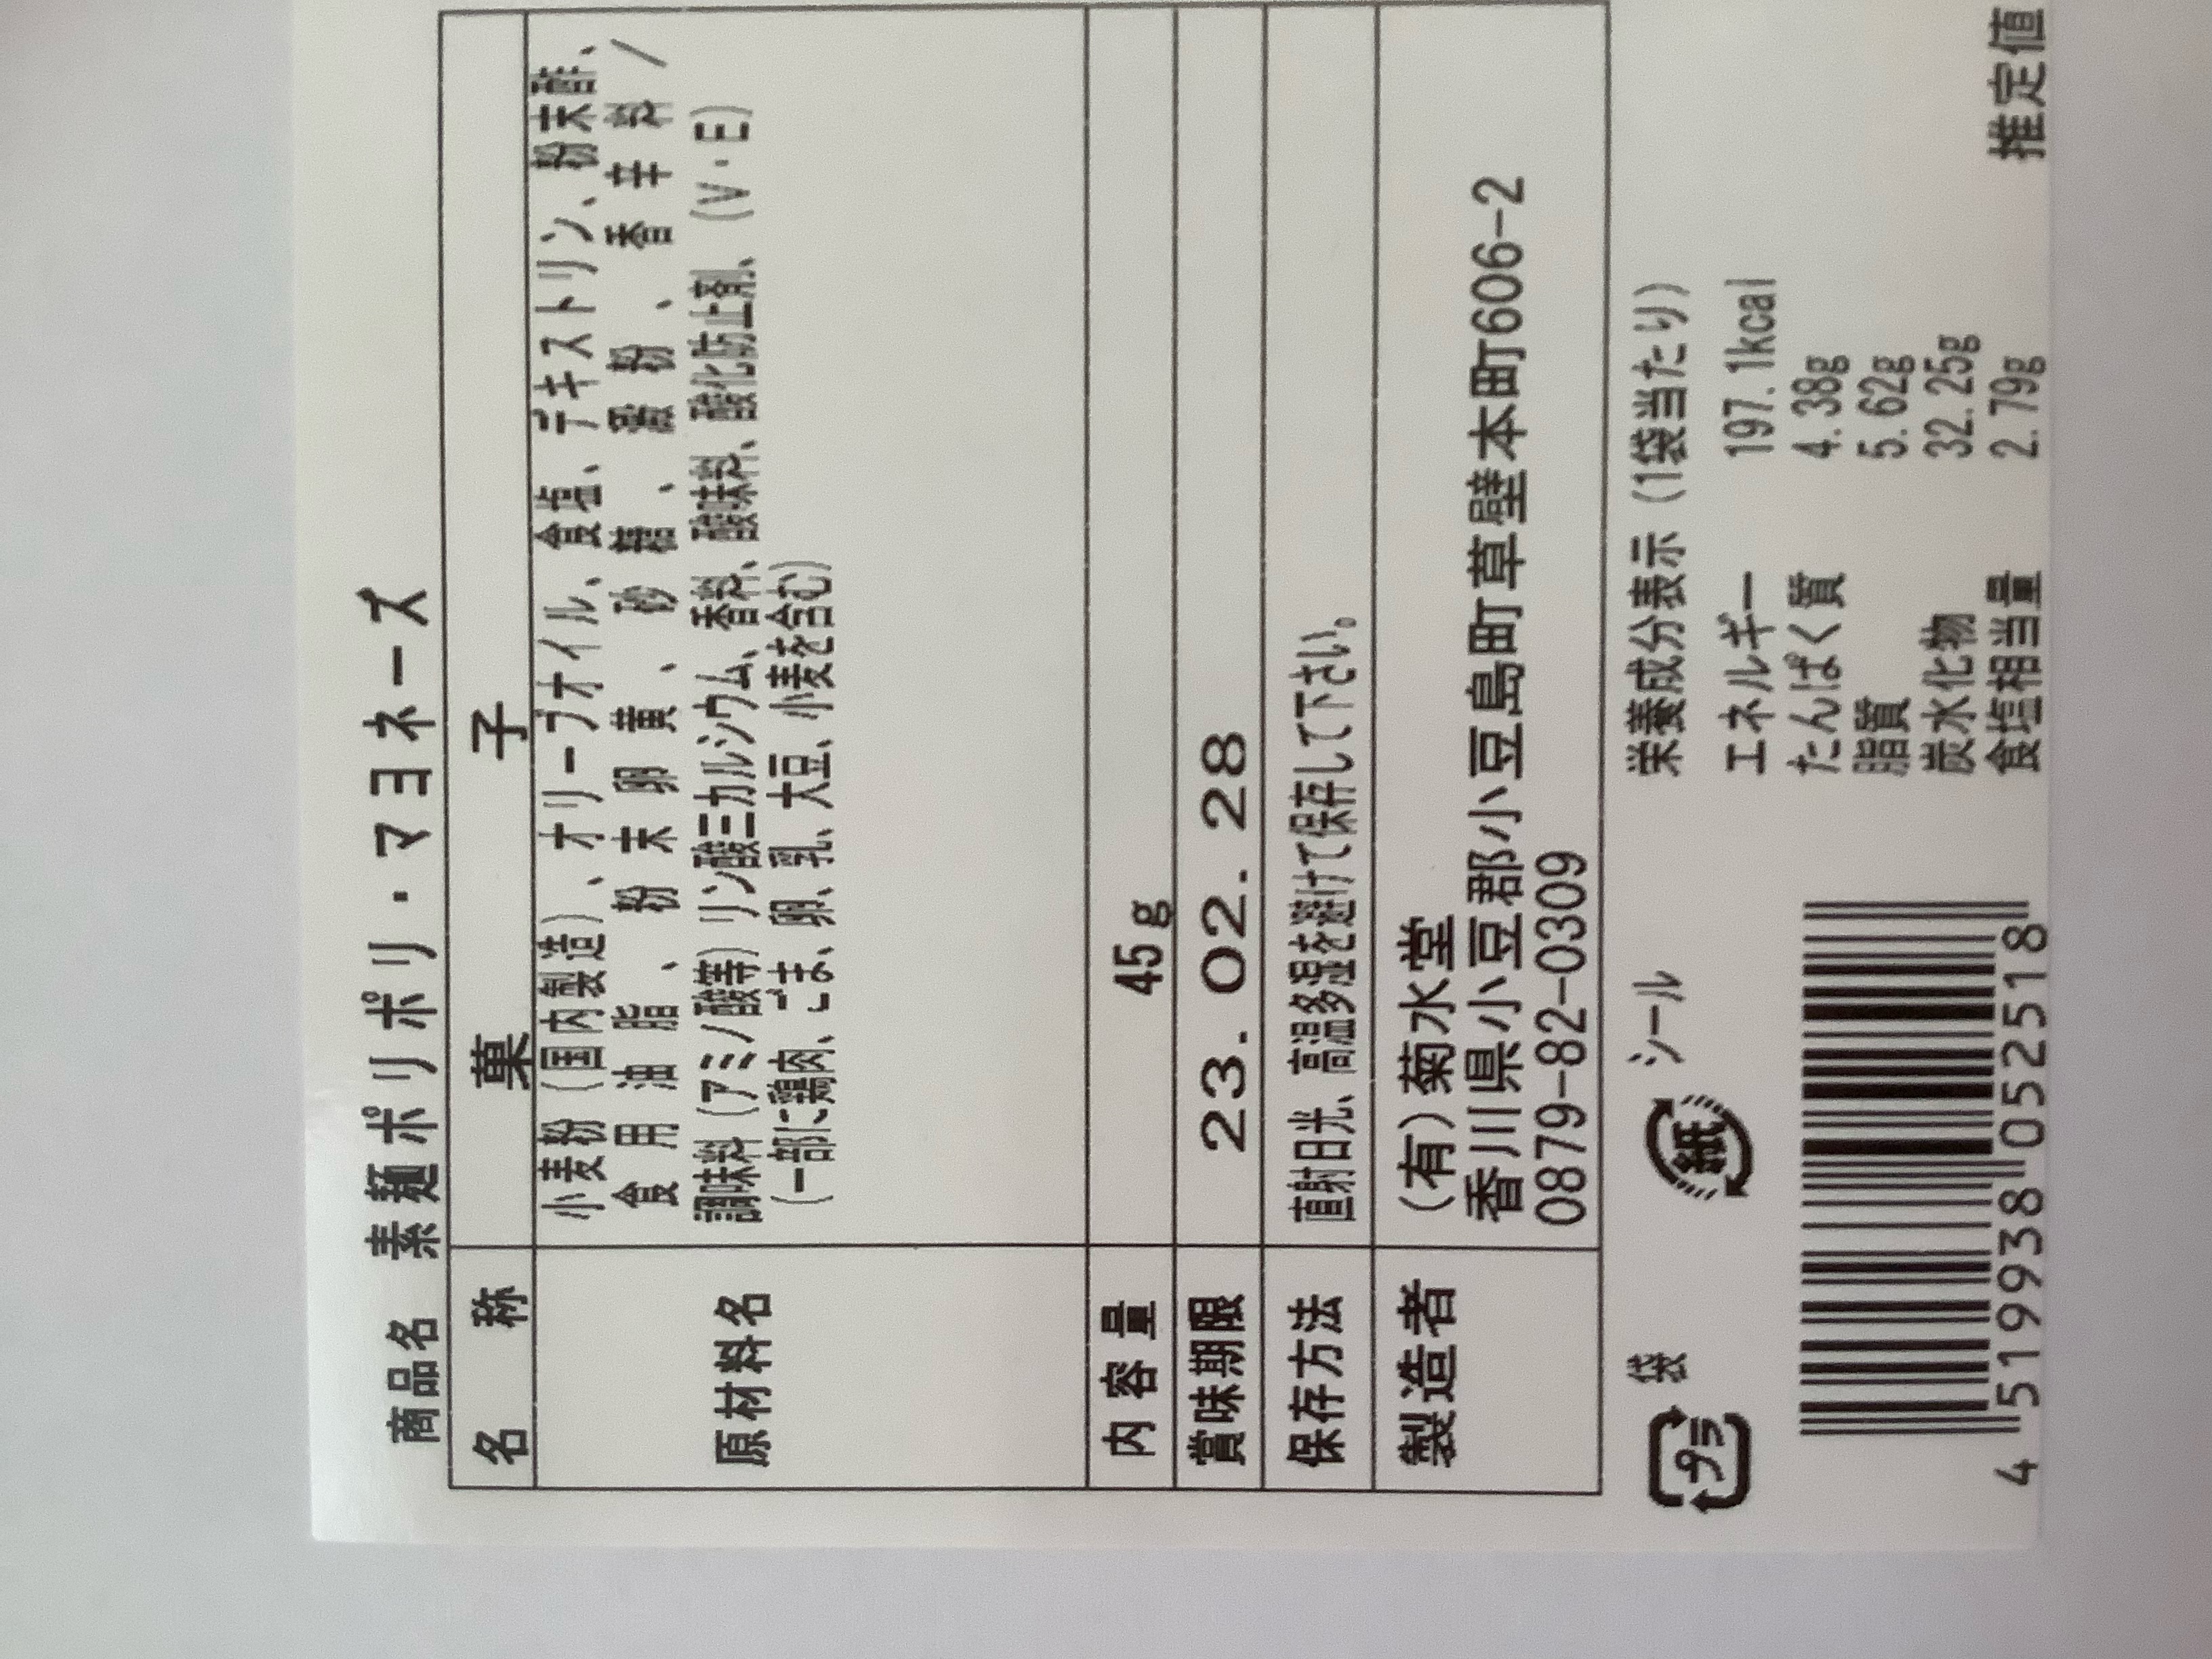 商品名 素麺ポリポリ・マヨネーズ
名称 菓子
原材料名
小麦粉(国内製造)、オリーブオイル、食塩、デキストリン、粉末酢、
食用油脂、粉末卵黄、砂糖、澱粉、香辛料/
調味料(アミノ酸等)リン酸三カルシウム、香料、酸味料、酸化防止剤、(V・E)
(一部に鶏肉、ごま、卵、乳、大豆、小麦を含む)
内容量 45g
賞味期限 23. 02. 28
保存方法 直射日光、高温多湿を避けて保存して下さい。
製造者 (有)菊水堂
香川県小豆郡小豆島町草壁本町606-2
0879-82-0309
プラ 袋 紙 シール
栄養成分表示(1袋当たり)
エネルギー 197.1kcal
たんぱく質 4.38g
脂質 5.62g
炭水化物 32.25g
食塩相当量 2.79g
推定値
4 519938 052518